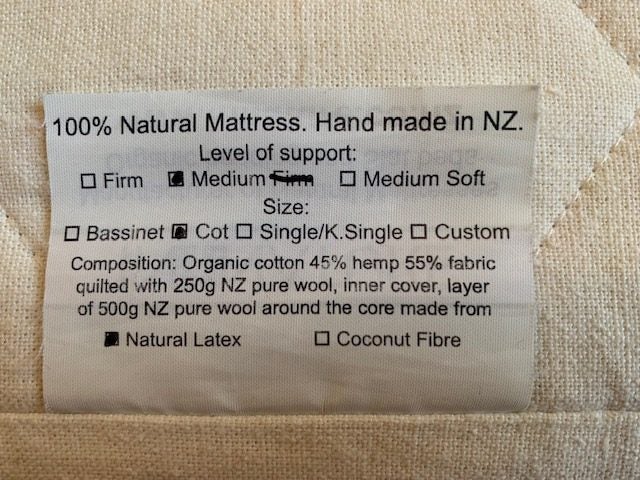 100% Natural Mattress. Hand made in NZ.
Level of support:
☐ Firm ☑ Medium Firm ☐ Medium Soft
Size:
☐ Bassinet ☑ Cot ☐ Single/K.Single ☐ Custom
Composition: Organic cotton 45% hemp 55% fabric
quilted with 250g NZ pure wool, inner cover, layer
of 500g NZ pure wool around the core made from
☑ Natural Latex ☐ Coconut Fibre